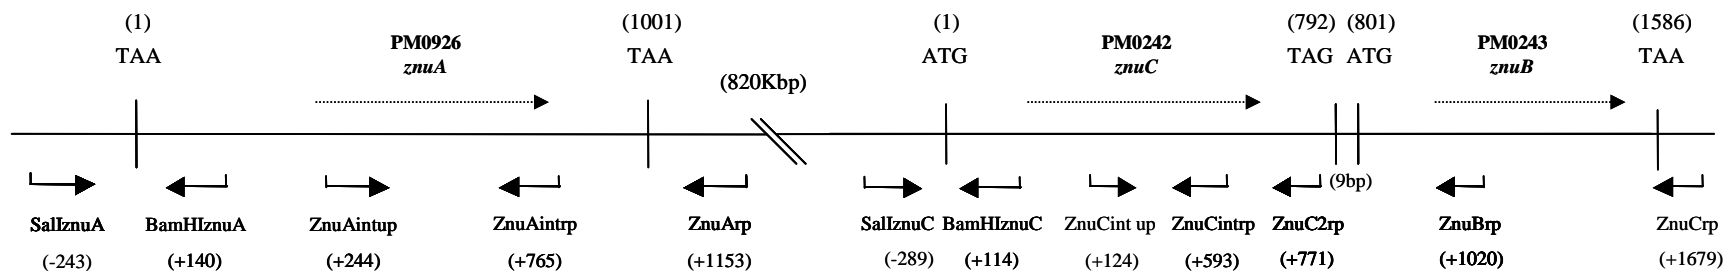 (1) (1001) (1) (792) (801) (1586)
PM0926 PM0242 PM0243
TAA znuA TAA ATG znuC TAG ATG znuB TAA
(820Kbp)
(9bp)
SalIznuA BamHIznuA ZnuAintup ZnuAintrp ZnuArp SalIznuC BamHIznuC ZnuCint up ZnuCintrp ZnuC2rp ZnuBrp ZnuCrp
(-243) (+140) (+244) (+765) (+1153) (-289) (+114) (+124) (+593) (+771) (+1020) (+1679)